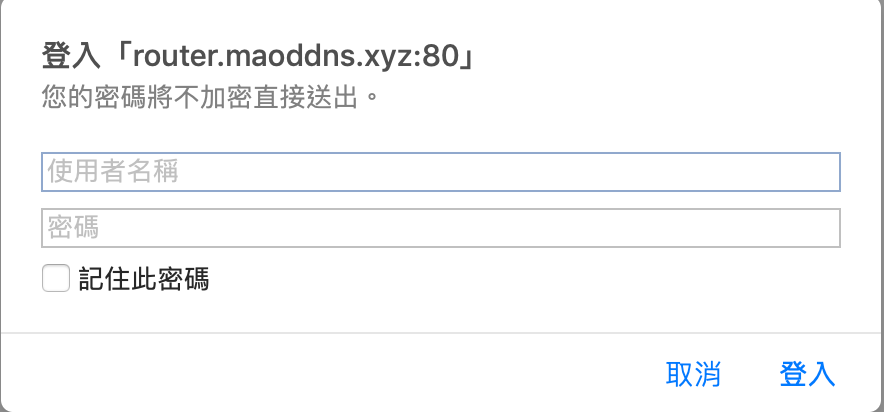 登入「router.maoddns.xyz:80」
您的密碼將不加密直接送出。
使用者名稱
密碼
記住此密碼
取消 登入